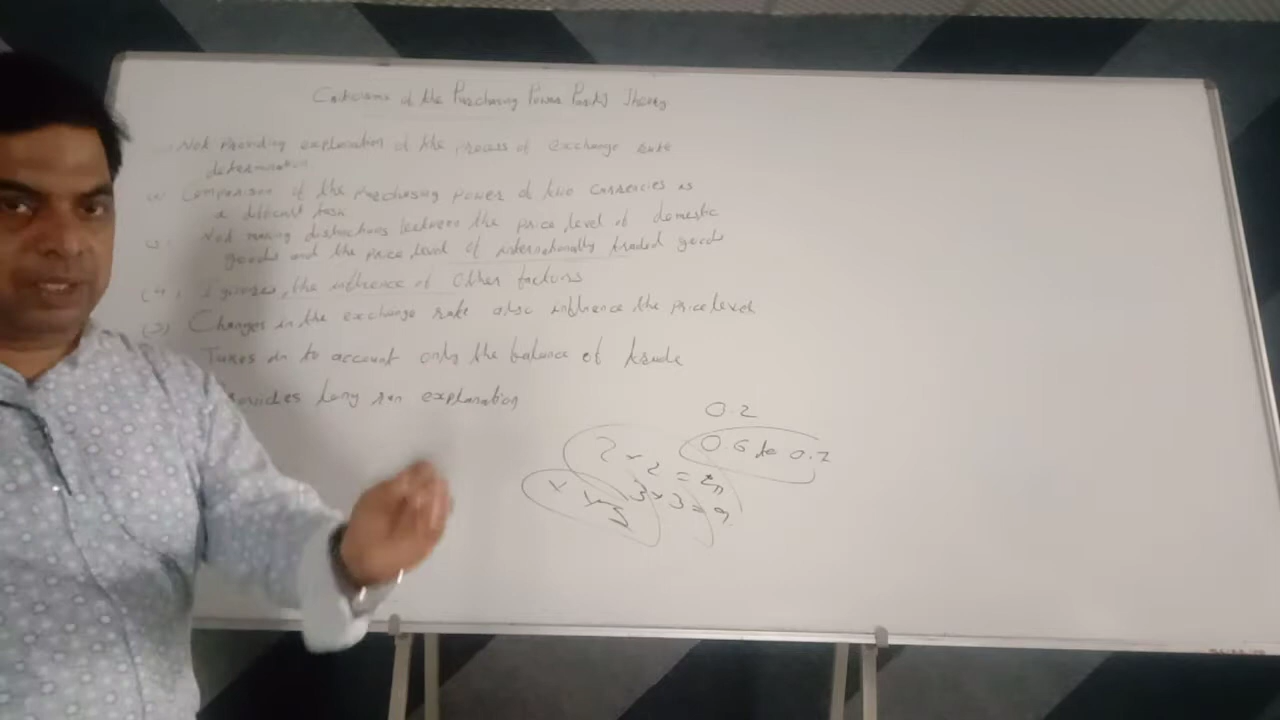 Criticisms of the Purchasing Power Parity Theory
Not Providing explanation of the process of exchange rate
determination
Comparison of the Purchasing Power of two Currencies is
a difficult task
Not making distinctions between the price level of domestic
goods and the price level of internationally traded goods
(4) Ignores the influence of Other factors
(5) Changes in the exchange rate also influence the price level
Takes in to account only the balance of trade
long run explanation
0.2
0.6 to 0.7
2 × 2 =
3 × 3 = 9